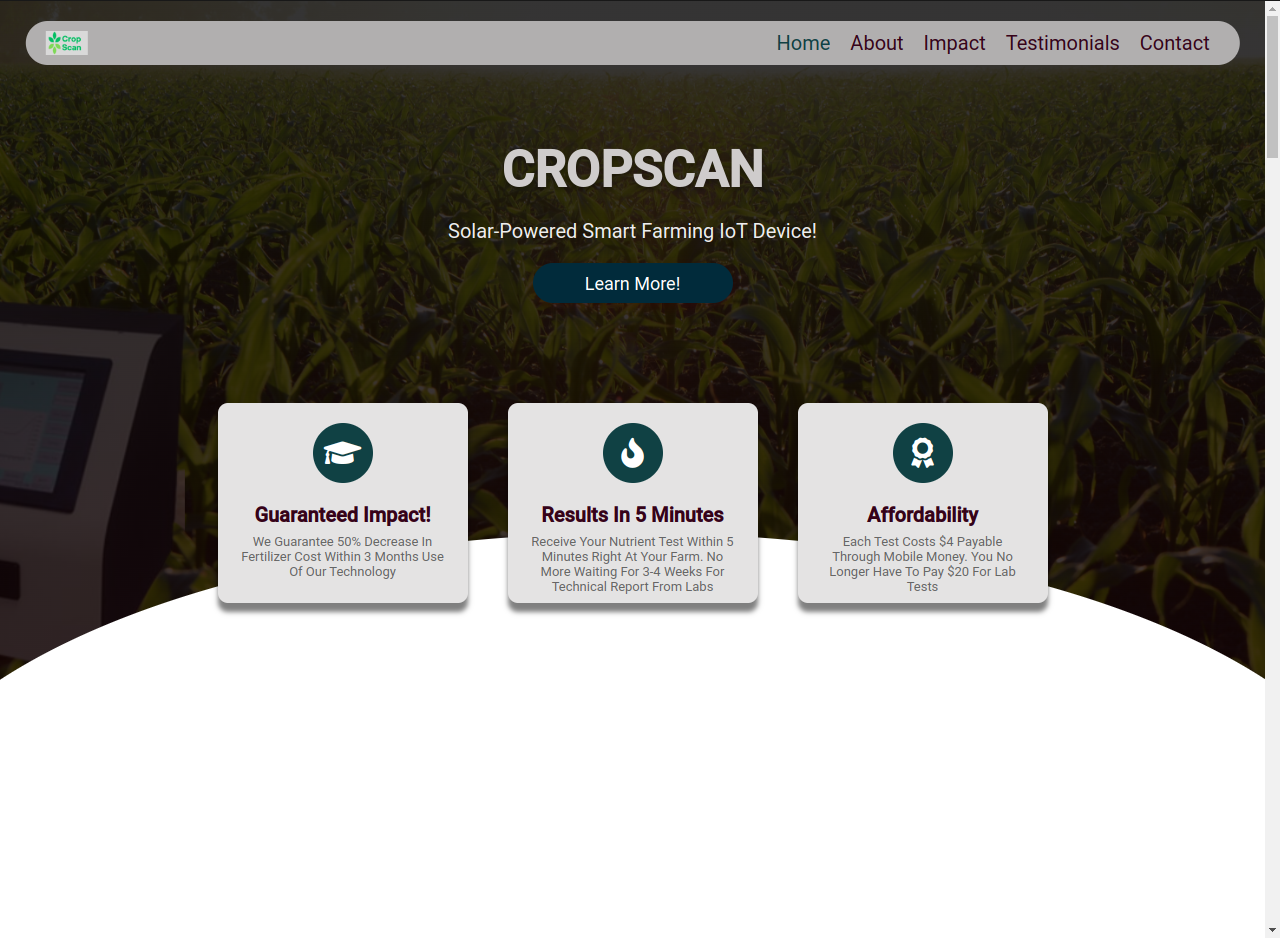 Crop
Scan
Home About Impact Testimonials Contact
CROPSCAN
Solar-Powered Smart Farming IoT Device!
Learn More!
Guaranteed Impact!
We Guarantee 50% Decrease In
Fertilizer Cost Within 3 Months Use
Of Our Technology
Results In 5 Minutes
Receive Your Nutrient Test Within 5
Minutes Right At Your Farm. No
More Waiting For 3-4 Weeks For
Technical Report From Labs
Affordability
Each Test Costs $4 Payable
Through Mobile Money. You No
Longer Have To Pay $20 For Lab
Tests